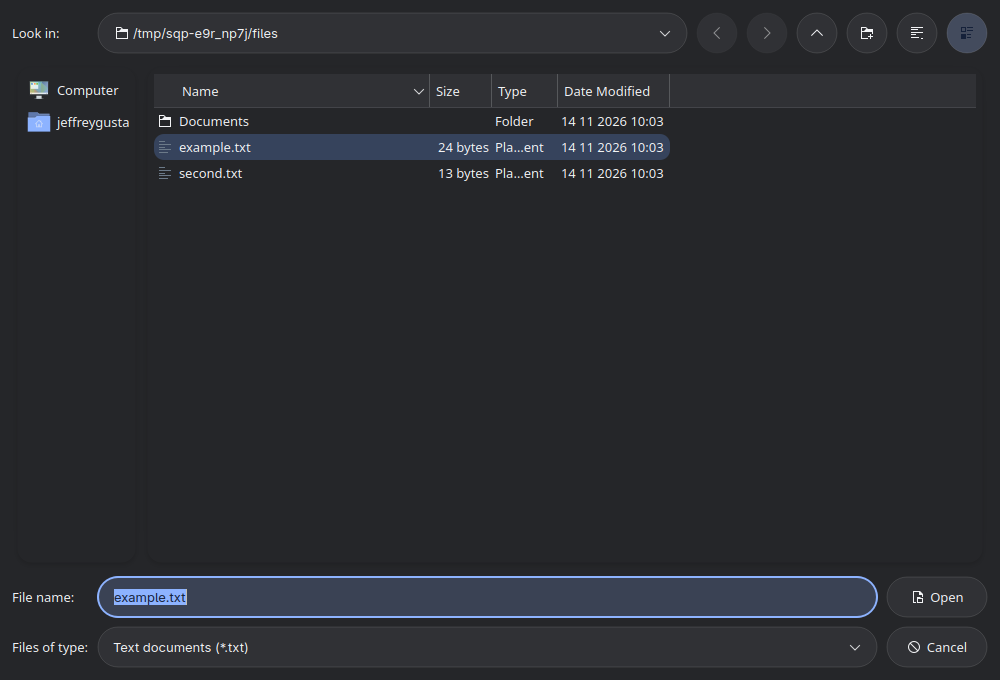 Look in: /tmp/sqp-e9r_np7j/files
Computer
jeffreygusta
Name Size Type Date Modified
Documents Folder 14 11 2026 10:03
example.txt 24 bytes Pla...ent 14 11 2026 10:03
second.txt 13 bytes Pla...ent 14 11 2026 10:03
File name: example.txt Open
Files of type: Text documents (*.txt) Cancel